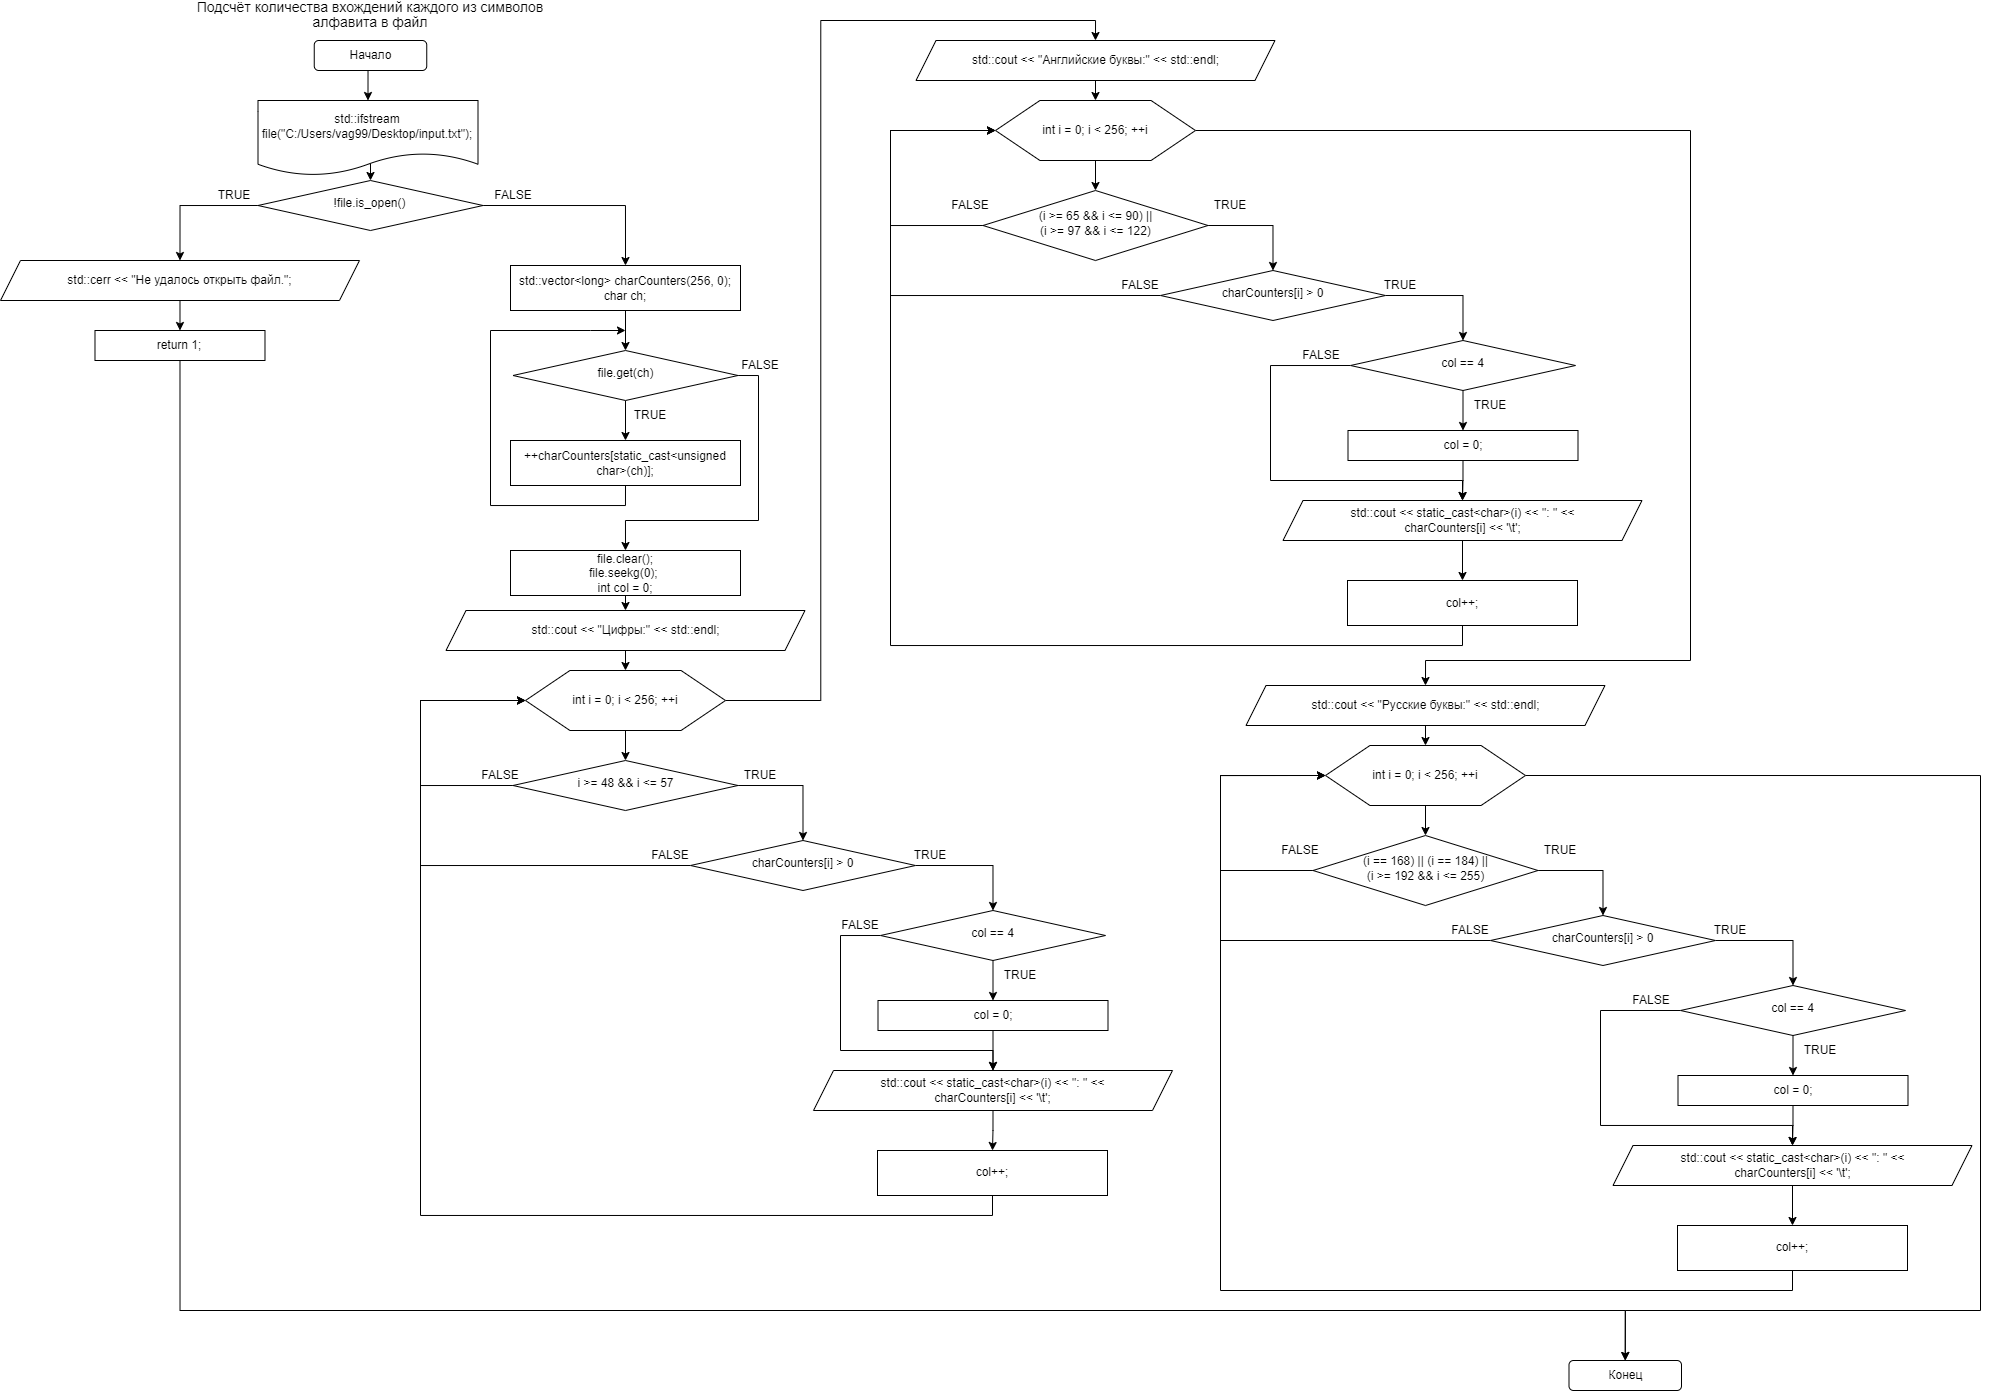 Подсчёт количества вхождений каждого из символов
алфавита в файл
Начало
std::ifstream
file("C:/Users/vag99/Desktop/input.txt");
!file.is_open()
TRUE
FALSE
std::cerr << "Не удалось открыть файл.";
return 1;
std::vector<long> charCounters(256, 0);
char ch;
file.get(ch)
FALSE
TRUE
++charCounters[static_cast<unsigned
char>(ch)];
file.clear();
file.seekg(0);
int col = 0;
std::cout << "Цифры:" << std::endl;
int i = 0; i < 256; ++i
FALSE
i >= 48 && i <= 57
TRUE
FALSE
charCounters[i] > 0
TRUE
FALSE
col == 4
TRUE
col = 0;
std::cout << static_cast<char>(i) << ": " <<
charCounters[i] << '\t';
col++;
std::cout << "Английские буквы:" << std::endl;
int i = 0; i < 256; ++i
FALSE
TRUE
(i >= 65 && i <= 90) ||
(i >= 97 && i <= 122)
FALSE
charCounters[i] > 0
TRUE
FALSE
col == 4
TRUE
col = 0;
std::cout << static_cast<char>(i) << ": " <<
charCounters[i] << '\t';
col++;
std::cout << "Русские буквы:" << std::endl;
int i = 0; i < 256; ++i
FALSE
TRUE
(i == 168) || (i == 184) ||
(i >= 192 && i <= 255)
FALSE
charCounters[i] > 0
TRUE
FALSE
col == 4
TRUE
col = 0;
std::cout << static_cast<char>(i) << ": " <<
charCounters[i] << '\t';
col++;
Конец